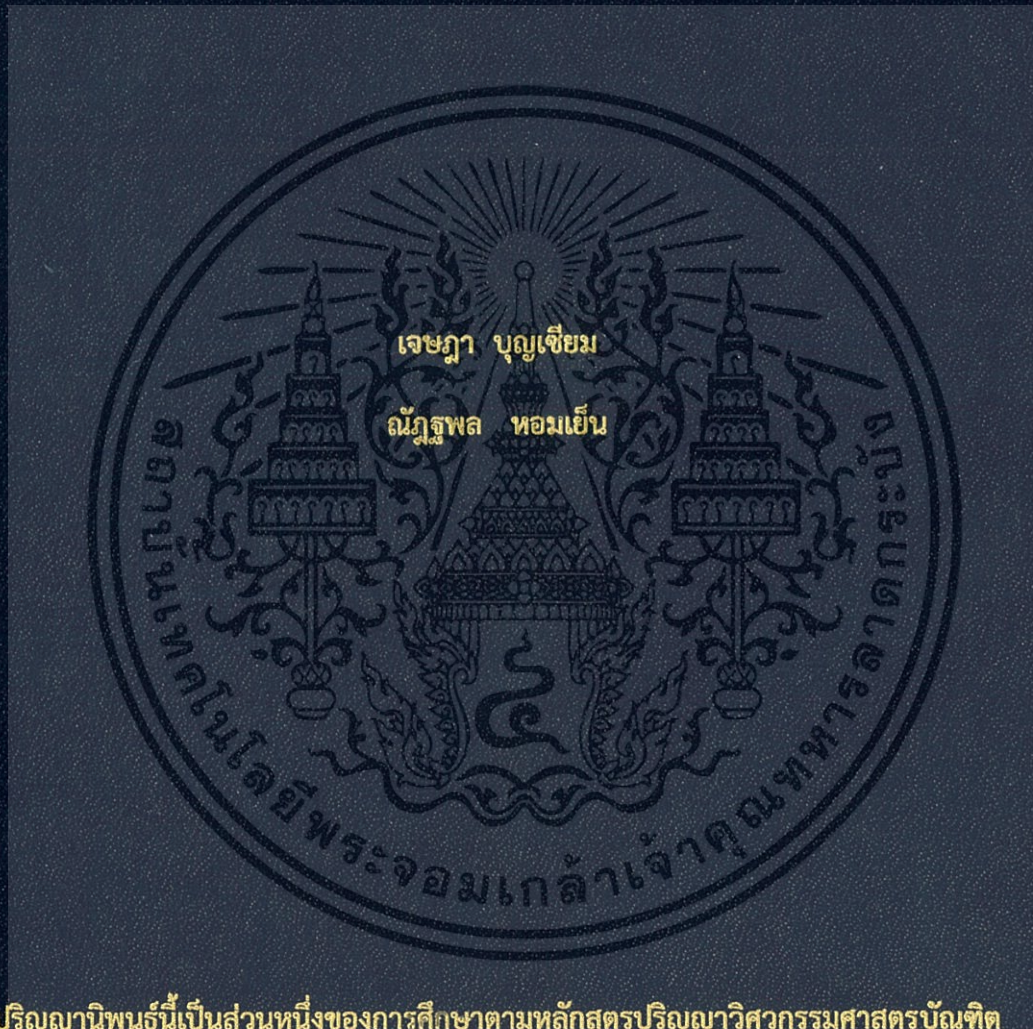 เจษฎา บุญเซียม
ณัฎฐพล หอมเย็น
สถาบันเทคโนโลยีพระจอมเกล้าเจ้าคุณทหารลาดกระบัง
๔
ปริญญานิพนธ์นี้เป็นส่วนหนึ่งของการศึกษาตามหลักสูตรปริญญาวิศวกรรมศาสตรบัณฑิต